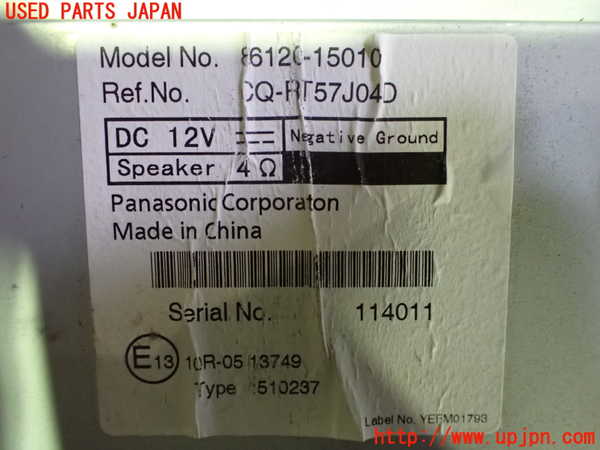 USED PARTS JAPAN
Model No. 86120-15010
Ref.No. CQ-RT57J04D
DC 12V Negative Ground
Speaker 4Ω
Panasonic Corporaton
Made in China
Serial No. 114011
E13 10R-05 13749
Type 510237
Label No. YEFM01793
http://www.upjpn.com/